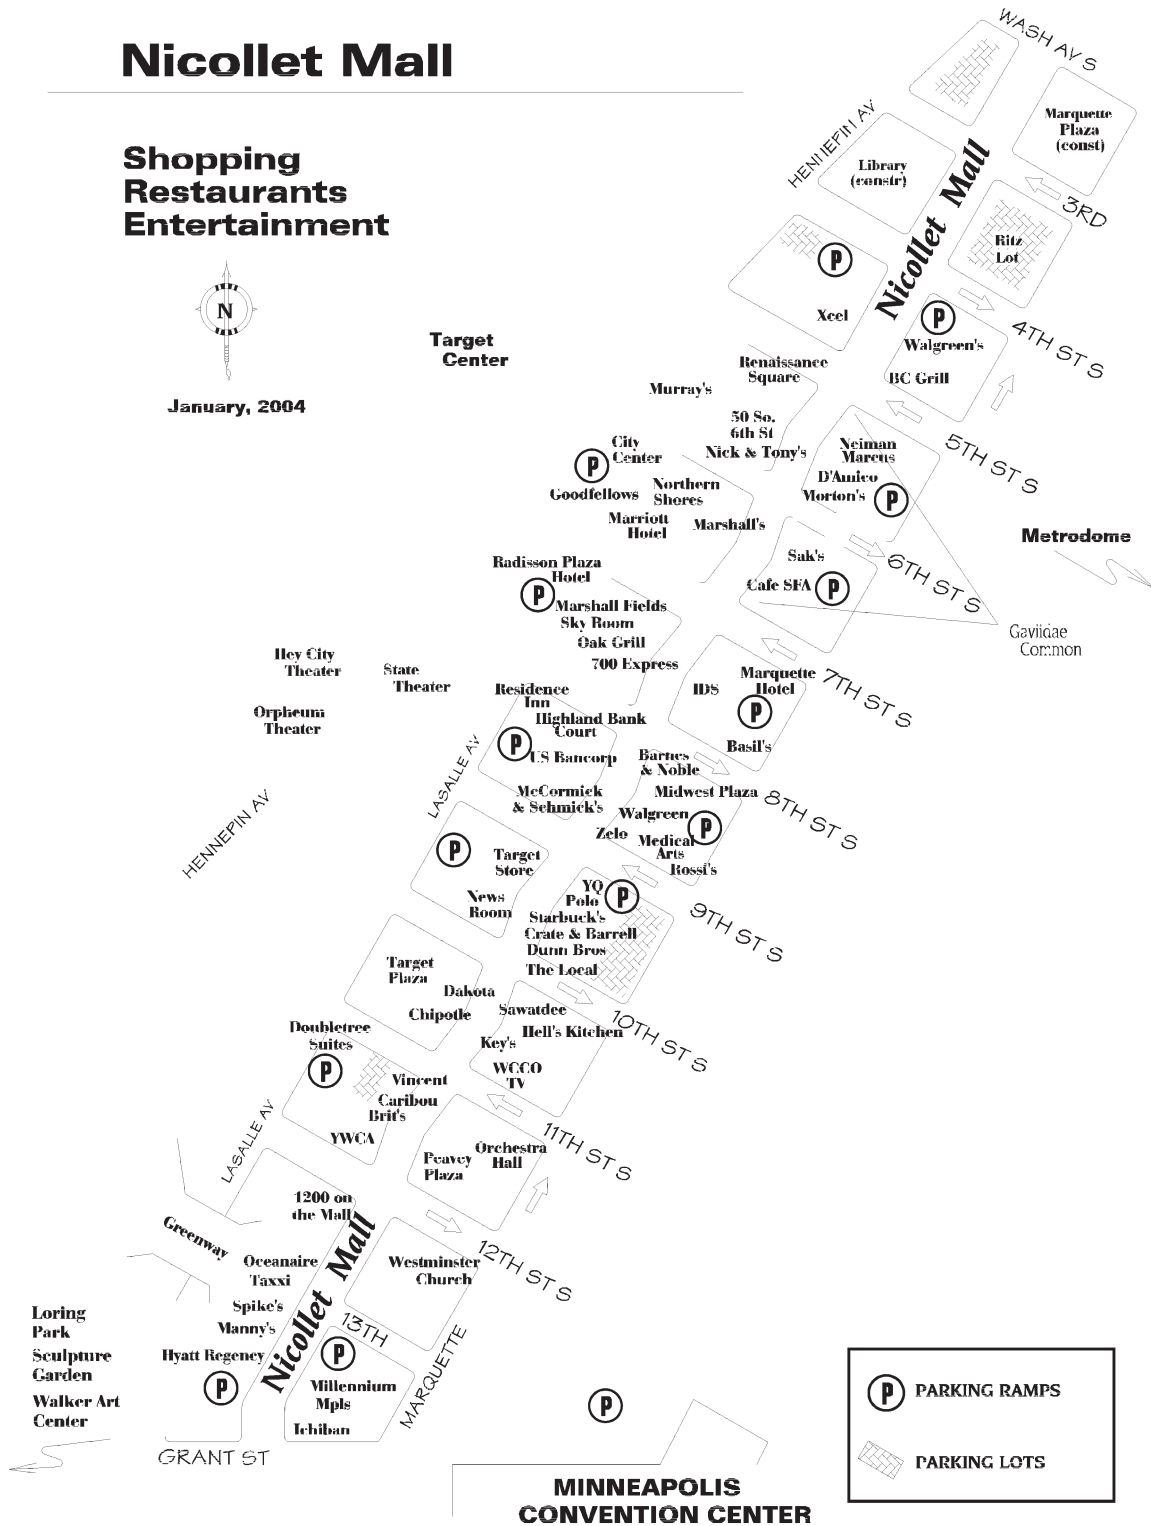 Nicollet Mall
Shopping
Restaurants
Entertainment
N
January, 2004
WASH AV S
Marquette
Plaza
(const)
HENNEPIN AV
Library
(constr)
Nicollet Mall
3RD
Ritz
Lot
P
Xcel
P
Walgreen's
BC Grill
4TH ST S
Target
Center
Renaissance
Square
Murray's
50 So.
6th St
Nick & Tony's
Neiman
Marcus
D'Amico
Morton's
P
5TH ST S
City
Center
P
Goodfellows
Northern
Shores
Marriott
Hotel
Marshall's
Metrodome
Sak's
Cafe SFA
P
6TH ST S
Gaviidae
Common
Radisson Plaza
Hotel
P
Marshall Fields
Sky Room
Oak Grill
700 Express
Hey City
Theater
State
Theater
Orpheum
Theater
IDS
Marquette
Hotel
P
Basil's
7TH ST S
Residence
Inn
Highland Bank
Court
P
US Bancorp
McCormick
& Schmick's
LASALLE AV
HENNEPIN AV
Barnes
& Noble
Midwest Plaza
Walgreen
P
Zelo
Medical
Arts
Rossi's
8TH ST S
P
Target
Store
News
Room
YQ
Polo
P
Starbuck's
Crate & Barrell
Dunn Bros
The Local
9TH ST S
Target
Plaza
Dakota
Chipotle
Sawatdee
Hell's Kitchen
Key's
WCCO
TV
10TH ST S
Doubletree
Suites
P
Vincent
Caribou
Brit's
YWCA
LASALLE AV
Peavey
Plaza
Orchestra
Hall
11TH ST S
1200 on
the Mall
Greenway
Nicollet Mall
Oceanaire
Taxxi
Spike's
Manny's
Hyatt Regency
P
Westminster
Church
12TH ST S
13TH
P
Millennium
Mpls
Ichiban
MARQUETTE
Loring
Park
Sculpture
Garden
Walker Art
Center
GRANT ST
P
MINNEAPOLIS
CONVENTION CENTER
P PARKING RAMPS
PARKING LOTS